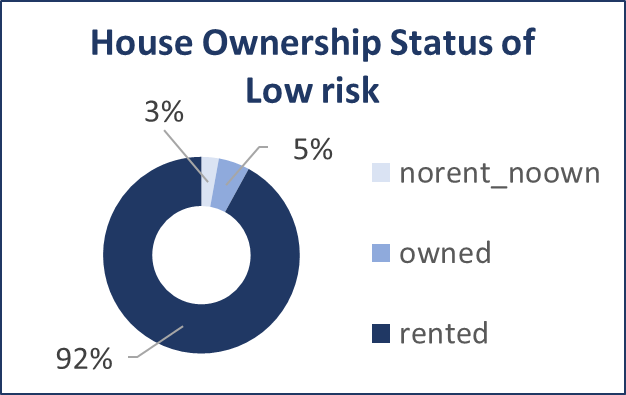 House Ownership Status of
Low risk
3%
5%
92%
norent_noown
owned
rented